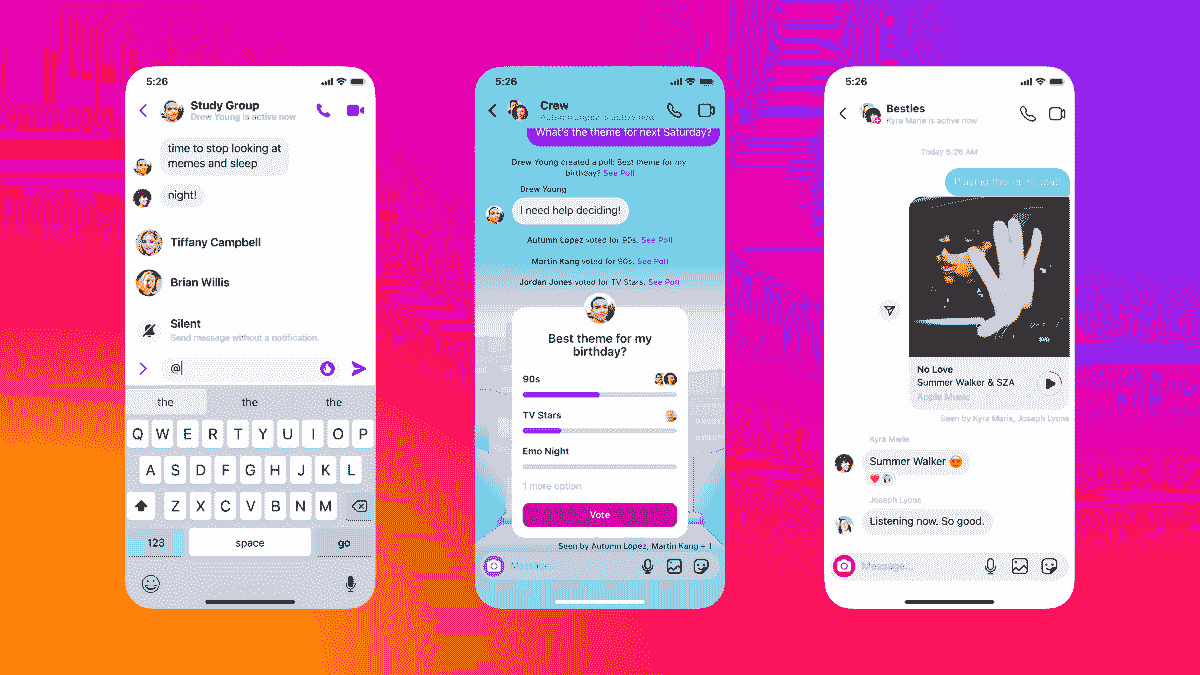 5:26
Study Group
Drew Young is active now
time to stop looking at
memes and sleep
night!
Tiffany Campbell
Brian Willis
Silent
Send message without a notification.
@
the the the
Q W E R T Y U I O P
A S D F G H J K L
Z X C V B N M
123 space go
5:26
Crew
What's the theme for next Saturday?
Drew Young created a poll: Best theme for my
birthday? See Poll
Drew Young
I need help deciding!
Autumn Lopez voted for 90s. See Poll
Martin Kang voted for 90s. See Poll
Jordan Jones voted for TV Stars. See Poll
Best theme for my
birthday?
90s
TV Stars
Emo Night
1 more option
Vote
Seen by Autumn Lopez, Martin Kang + 1
Message...
5:26
Besties
Kyra Marie is active now
Today 5:26 AM
Playing this on repeat
No Love
Summer Walker & SZA
Apple Music
Seen by Kyra Marie, Joseph Lyons
Kyra Marie
Summer Walker 😍
Joseph Lyons
Listening now. So good.
Message...